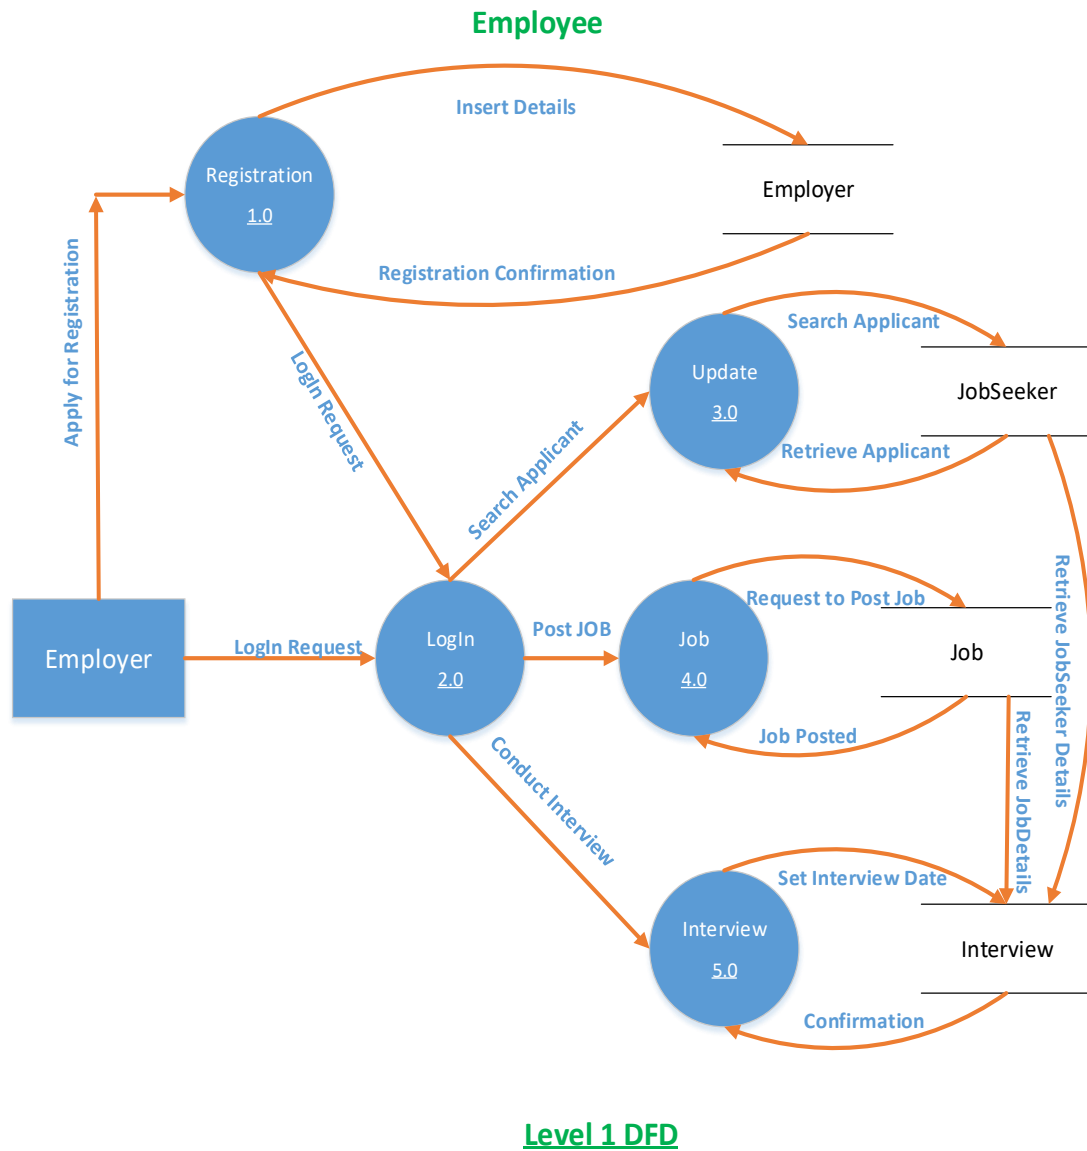 Employee
Insert Details
Registration
1.0
Employer
Registration Confirmation
Apply for Registration
LogIn Request
Search Applicant
Update
3.0
JobSeeker
Retrieve Applicant
Search Applicant
Retrieve JobSeeker Details
Employer
LogIn Request
LogIn
2.0
Post JOB
Job
4.0
Request to Post Job
Job
Job Posted
Retrieve JobDetails
Conduct Interview
Interview
5.0
Set Interview Date
Interview
Confirmation
Level 1 DFD